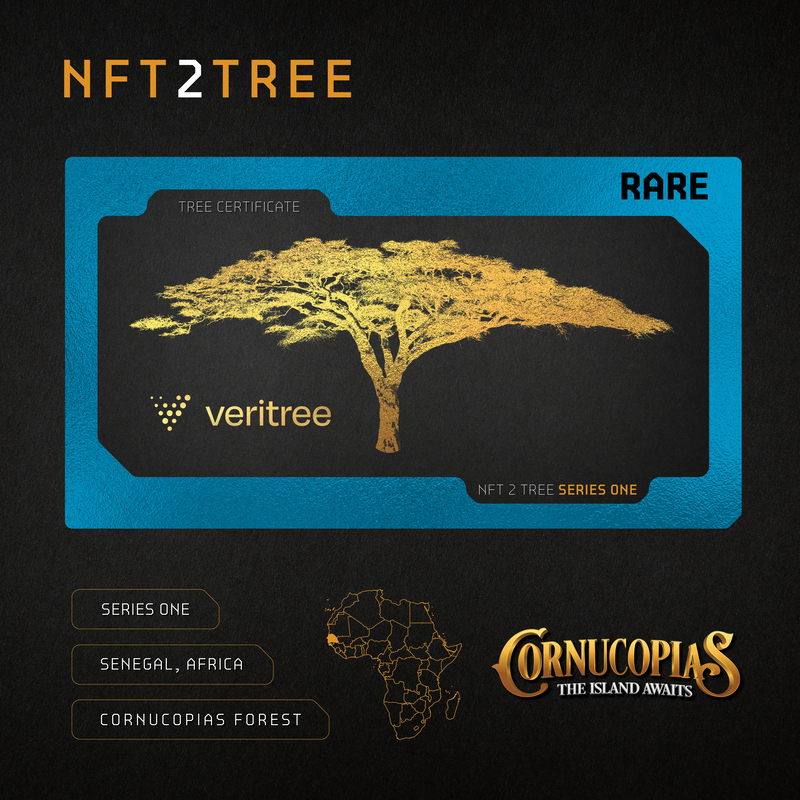 NFT2TREE
RARE
TREE CERTIFICATE
veritree
NFT 2 TREE SERIES ONE
SERIES ONE
SENEGAL, AFRICA
CORNUCOPIAS FOREST
CORNUCOPIAS
THE ISLAND AWAITS